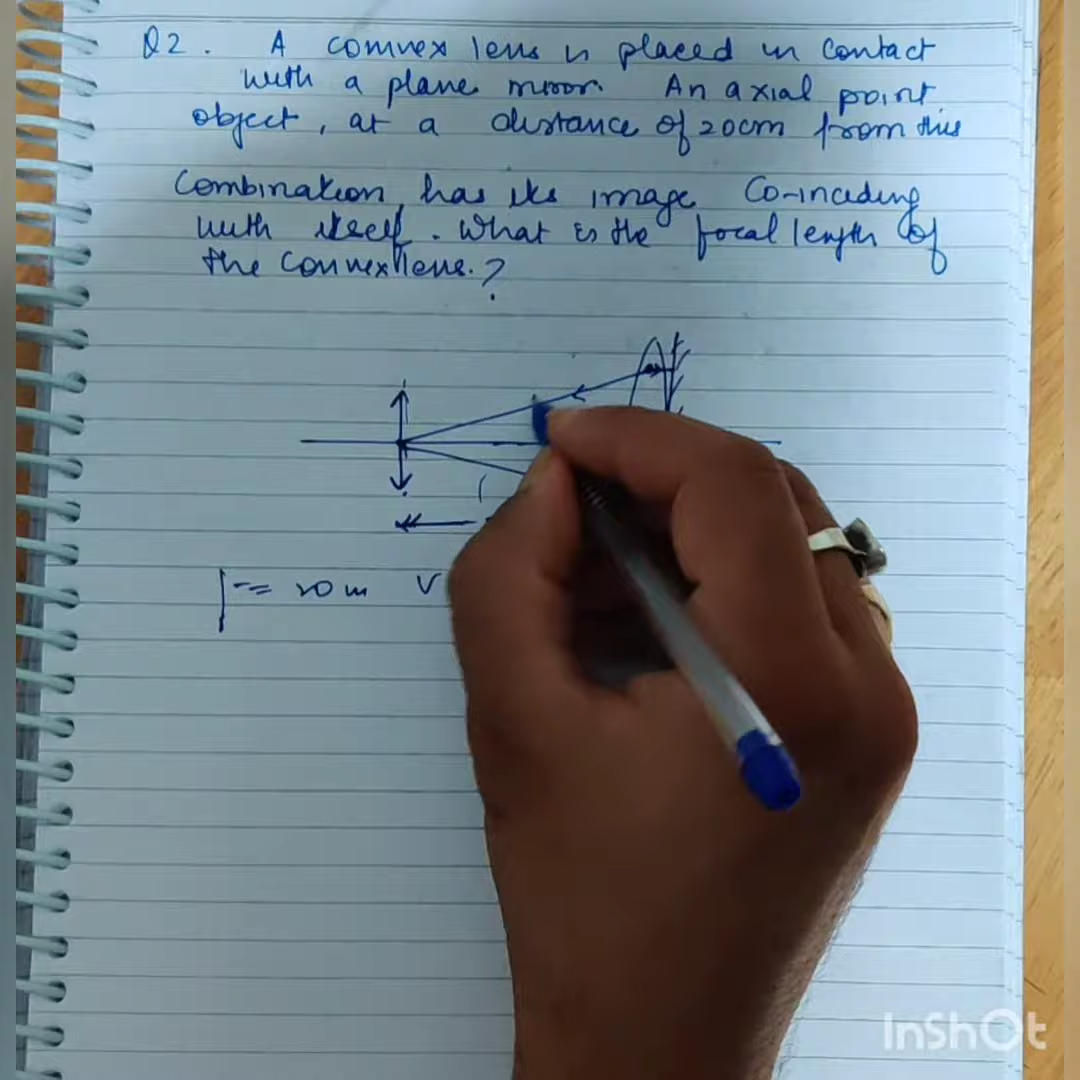 Q2. A convex lens is placed in contact
with a plane mirror. An axial point
object, at a distance of 20cm from this
Combination, has its image Co-inciding
with itself. What is the focal length of
the convex lens.?
= 20 m V
InShOt